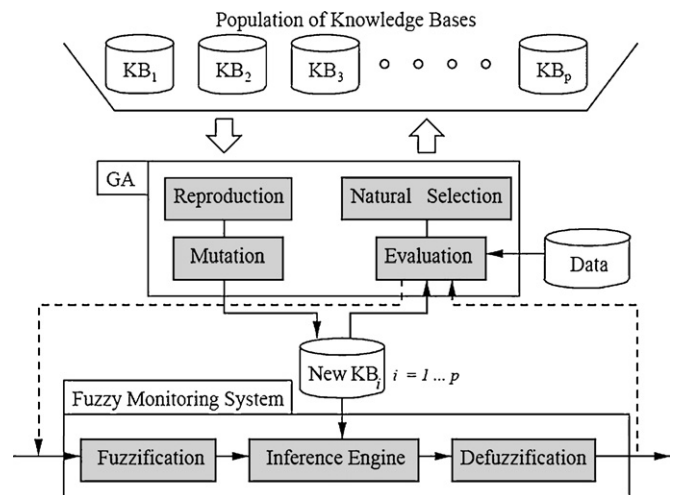 Population of Knowledge Bases
KB1 KB2 KB3 KBp
GA
Reproduction Natural Selection
Mutation Evaluation Data
New KBi i = 1 ... p
Fuzzy Monitoring System
Fuzzification Inference Engine Defuzzification